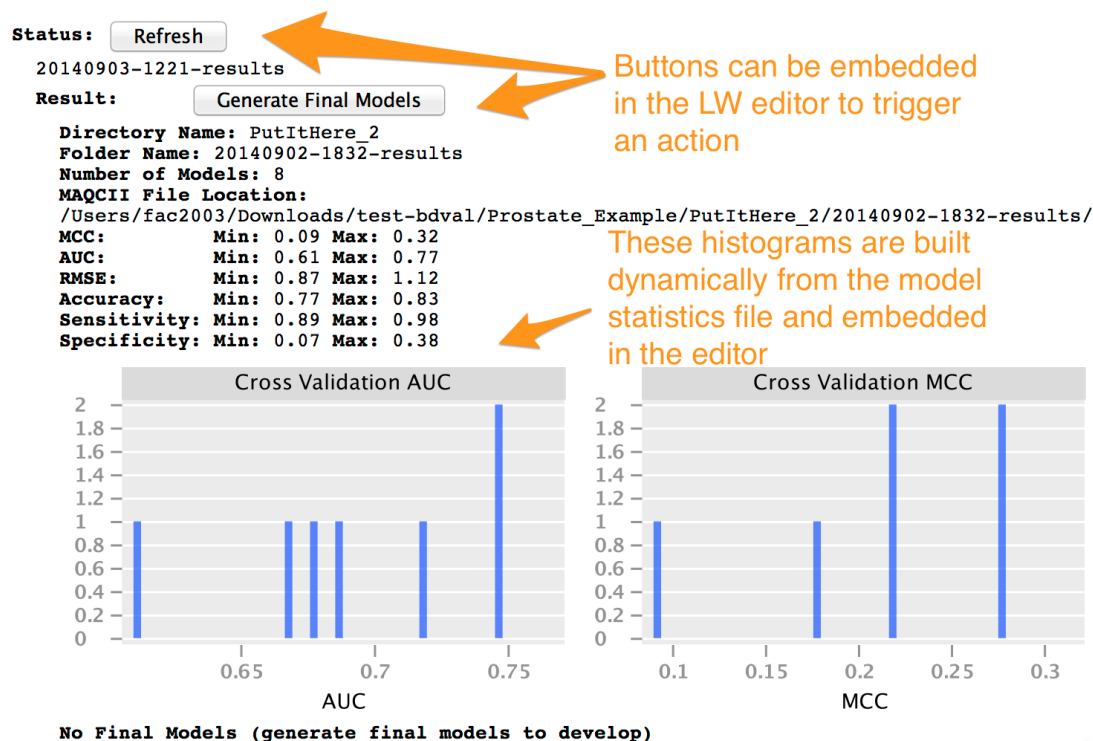 Status: Refresh
20140903-1221-results
Result: Generate Final Models
Buttons can be embedded
in the LW editor to trigger
an action
Directory Name: PutItHere_2
Folder Name: 20140902-1832-results
Number of Models: 8
MAQCII File Location:
/Users/fac2003/Downloads/test-bdval/Prostate_Example/PutItHere_2/20140902-1832-results/
MCC: Min: 0.09 Max: 0.32
AUC: Min: 0.61 Max: 0.77
RMSE: Min: 0.87 Max: 1.12
Accuracy: Min: 0.77 Max: 0.83
Sensitivity: Min: 0.89 Max: 0.98
Specificity: Min: 0.07 Max: 0.38
These histograms are built
dynamically from the model
statistics file and embedded
in the editor
Cross Validation AUC
2
1.8
1.6
1.4
1.2
1
0.8
0.6
0.4
0.2
0
0.65 0.7 0.75
AUC
Cross Validation MCC
2
1.8
1.6
1.4
1.2
1
0.8
0.6
0.4
0.2
0
0.1 0.15 0.2 0.25 0.3
MCC
No Final Models (generate final models to develop)